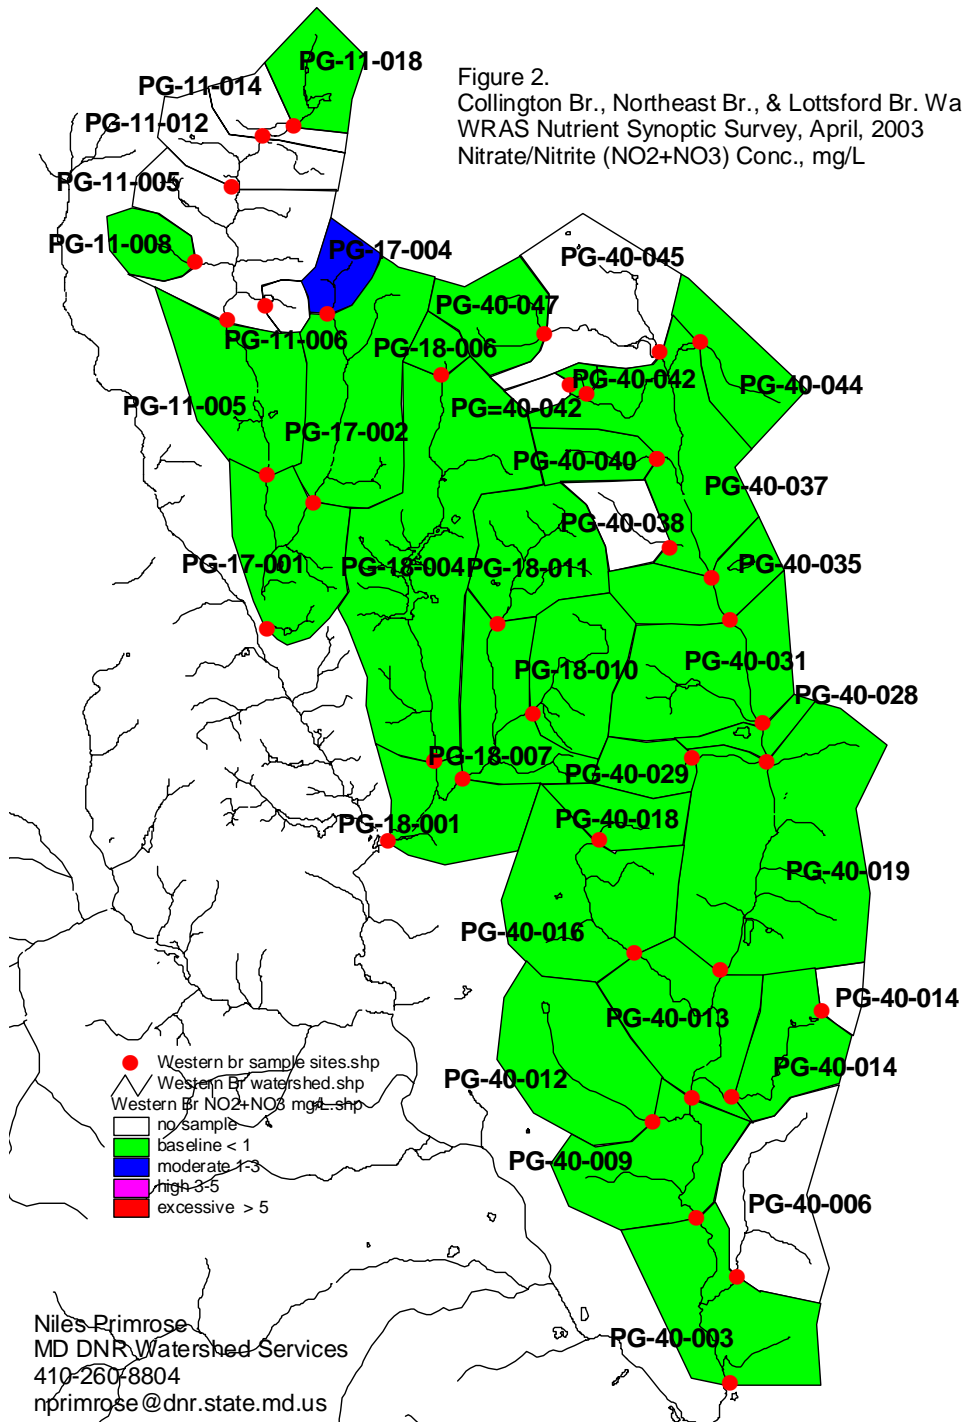 PG-11-018
Figure 2.
Collington Br., Northeast Br., & Lottsford Br. Wa
WRAS Nutrient Synoptic Survey, April, 2003
Nitrate/Nitrite (NO2+NO3) Conc., mg/L
PG-11-014
PG-11-012
PG-11-005
PG-11-008
PG-17-004
PG-40-045
PG-40-047
PG-11-006
PG-18-006
PG-40-042
PG-40-044
PG=40-042
PG-11-005
PG-17-002
PG-40-040
PG-40-037
PG-40-038
PG-17-001
PG-18-004
PG-18-011
PG-40-035
PG-18-010
PG-40-031
PG-40-028
PG-18-007
PG-40-029
PG-18-001
PG-40-018
PG-40-019
PG-40-016
PG-40-014
PG-40-013
PG-40-014
PG-40-012
Western br sample sites.shp
Western Br watershed.shp
Western Br NO2+NO3 mg/L.shp
no sample
baseline < 1
moderate 1-3
high 3-5
excessive > 5
PG-40-009
PG-40-006
PG-40-003
Niles Primrose
MD DNR Watershed Services
410-260-8804
nprimrose@dnr.state.md.us